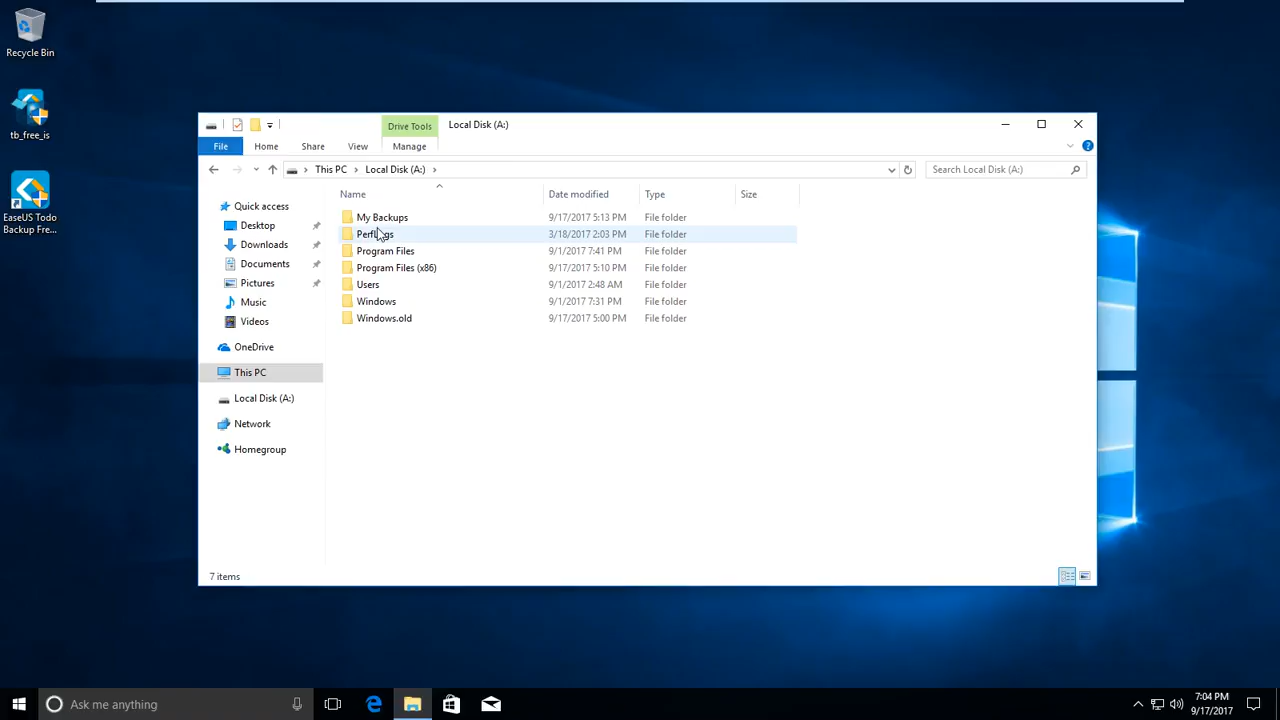 Recycle Bin
tb_free_is
EaseUS Todo
Backup Fre...
Drive Tools
Local Disk (A:)
File
Home
Share
View
Manage
This PC
Local Disk (A:)
Search Local Disk (A:)
Name
Date modified
Type
Size
Quick access
Desktop
Downloads
Documents
Pictures
Music
Videos
OneDrive
This PC
Local Disk (A:)
Network
Homegroup
My Backups 9/17/2017 5:13 PM File folder
PerfLogs 3/18/2017 2:03 PM File folder
Program Files 9/1/2017 7:41 PM File folder
Program Files (x86) 9/17/2017 5:10 PM File folder
Users 9/1/2017 2:48 AM File folder
Windows 9/1/2017 7:31 PM File folder
Windows.old 9/17/2017 5:00 PM File folder
7 items
Ask me anything
7:04 PM
9/17/2017